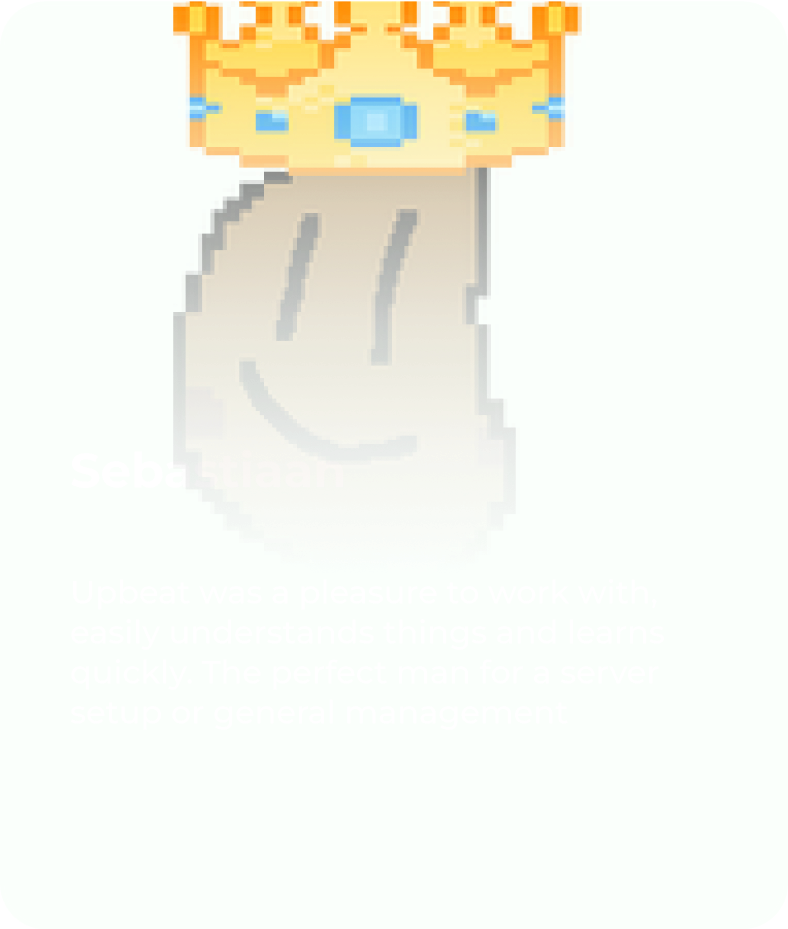 Sebastiaan
Upbeat was a pleasure to work with,
easily understands things and learns
quickly. The perfect man for a server
setup or general management.